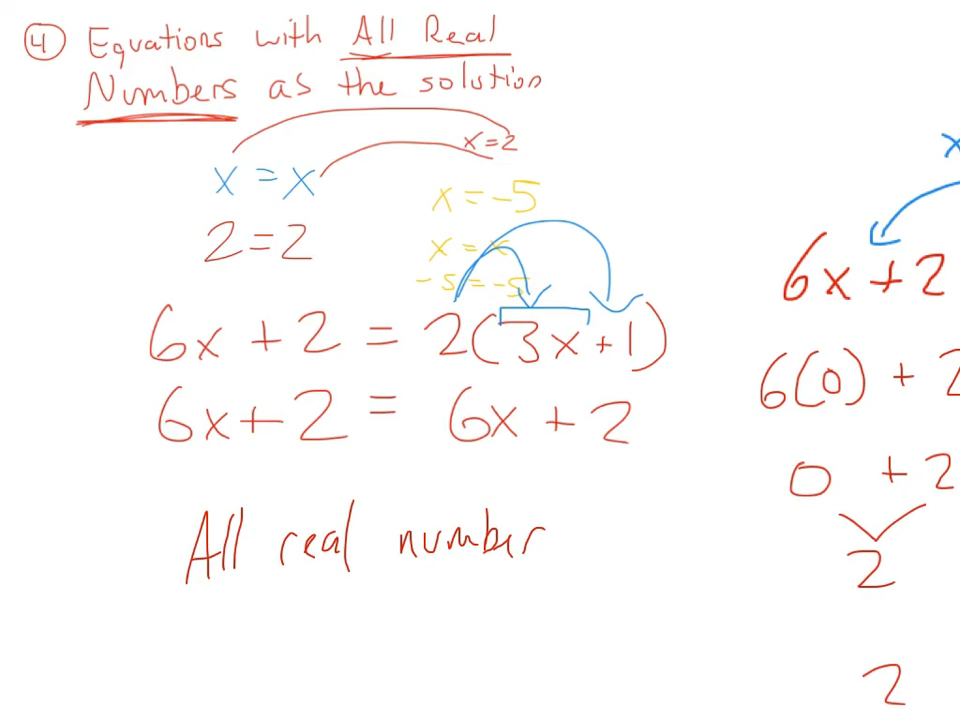 ④ Equations with All Real
Numbers as the solution
x = 2
x = x
x = -5
2 = 2
x = x
-5 = -5
6x + 2 = 2(3x + 1)
6x + 2 = 6x + 2
All real number
x
6x + 2
6(0) + 2
0 + 2
2
2